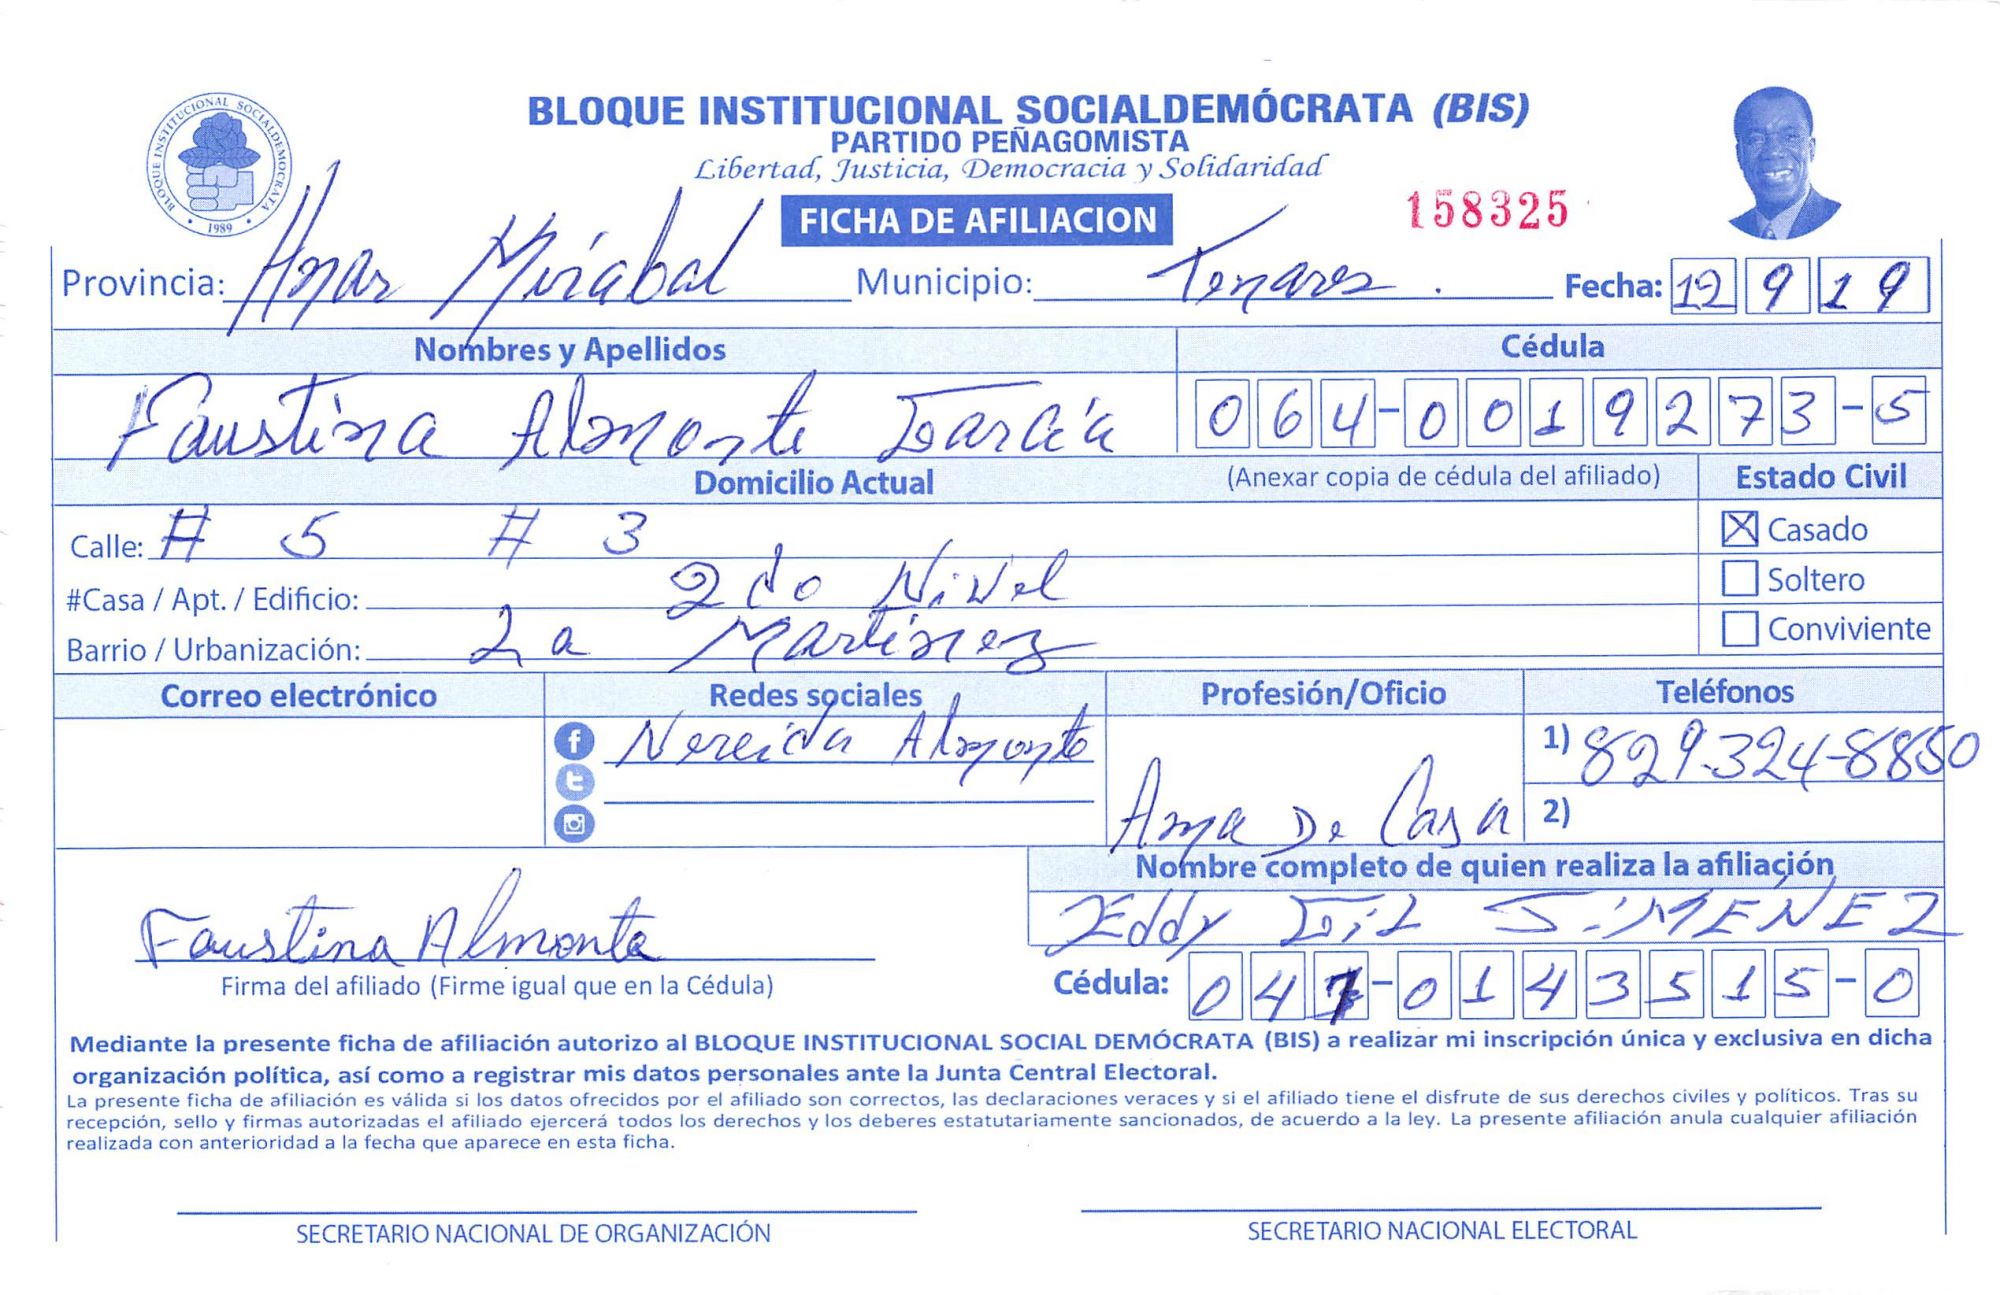 BLOQUE INSTITUCIONAL SOCIALDEMOCRATA
1989
BLOQUE INSTITUCIONAL SOCIALDEMÓCRATA (BIS)
PARTIDO PEÑAGOMISTA
Libertad, Justicia, Democracia y Solidaridad
FICHA DE AFILIACION
158325
Provincia: Hnar Mirabal Municipio: Tenares. Fecha: 12 9 19
Nombres y Apellidos Cédula
Faustina Almonte García 064-0019273-5
Domicilio Actual (Anexar copia de cédula del afiliado) Estado Civil
Calle: # 5 # 3 Casado
#Casa / Apt. / Edificio: 2do Nivel Soltero
Barrio / Urbanización: La Martinez Conviviente
Correo electrónico Redes sociales Profesión/Oficio Teléfonos
Nereida Almonte 1) 829-324-8850
Ama De Casa 2)
Nombre completo de quien realiza la afiliación
Faustina Almonte Eddy Gil JiMENEZ
Firma del afiliado (Firme igual que en la Cédula) Cédula: 047-0143515-0
Mediante la presente ficha de afiliación autorizo al BLOQUE INSTITUCIONAL SOCIAL DEMÓCRATA (BIS) a realizar mi inscripción única y exclusiva en dicha
organización política, así como a registrar mis datos personales ante la Junta Central Electoral.
La presente ficha de afiliación es válida si los datos ofrecidos por el afiliado son correctos, las declaraciones veraces y si el afiliado tiene el disfrute de sus derechos civiles y políticos. Tras su
recepción, sello y firmas autorizadas el afiliado ejercerá todos los derechos y los deberes estatutariamente sancionados, de acuerdo a la ley. La presente afiliación anula cualquier afiliación
realizada con anterioridad a la fecha que aparece en esta ficha.
SECRETARIO NACIONAL DE ORGANIZACIÓN SECRETARIO NACIONAL ELECTORAL